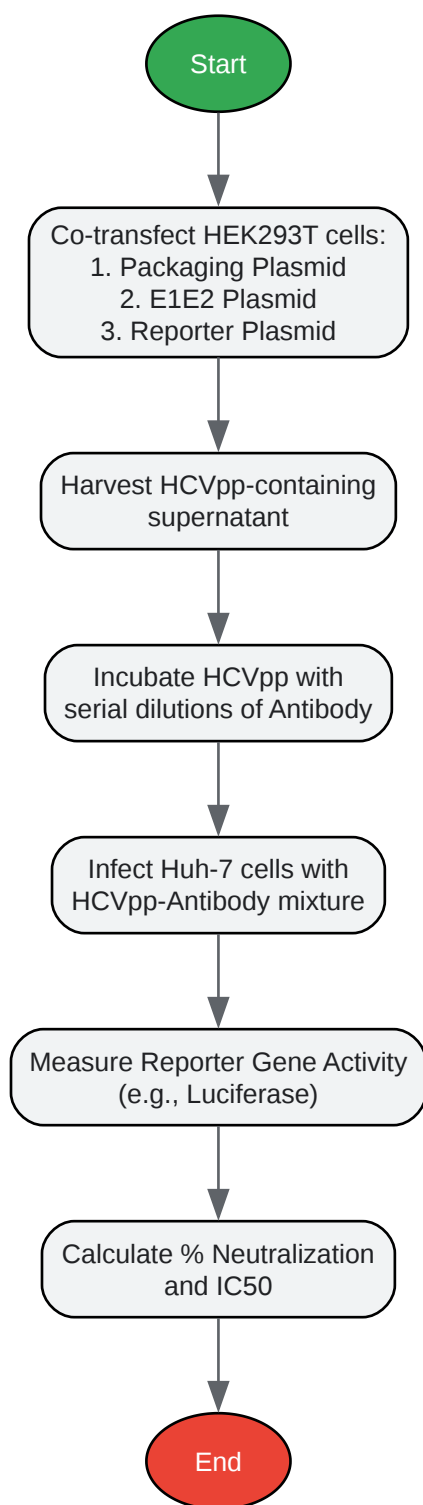 Start
Co-transfect HEK293T cells:
1. Packaging Plasmid
2. E1E2 Plasmid
3. Reporter Plasmid
Harvest HCVpp-containing
supernatant
Incubate HCVpp with
serial dilutions of Antibody
Infect Huh-7 cells with
HCVpp-Antibody mixture
Measure Reporter Gene Activity
(e.g., Luciferase)
Calculate % Neutralization
and IC50
End